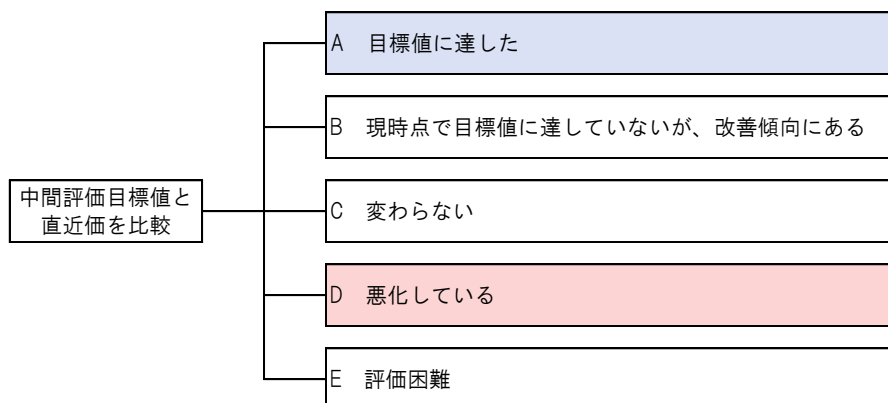 A　目標値に達した
B　現時点で目標値に達していないが、改善傾向にある
中間評価目標値と
直近価を比較
C　変わらない
D　悪化している
E　評価困難